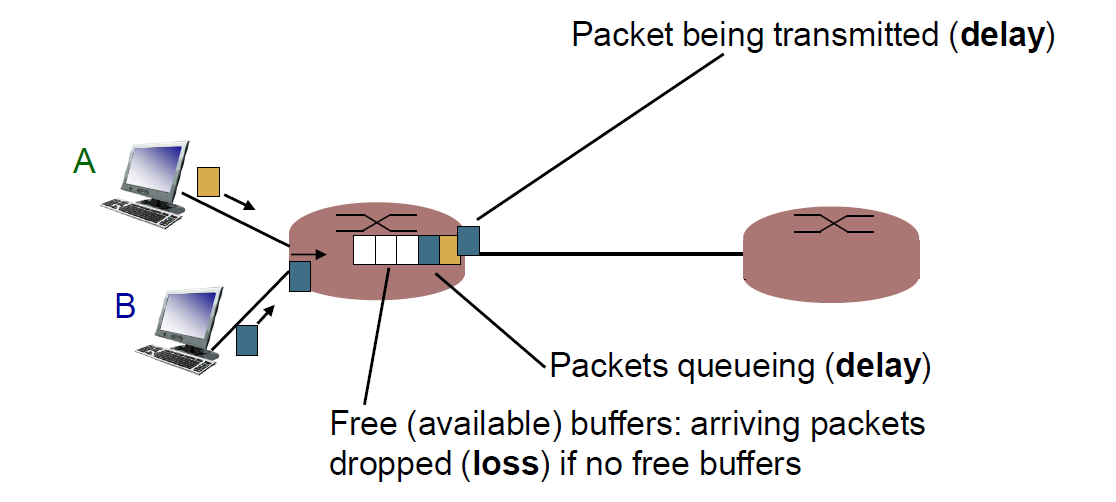 Packet being transmitted (delay)
A
B
Packets queueing (delay)
Free (available) buffers: arriving packets
dropped (loss) if no free buffers